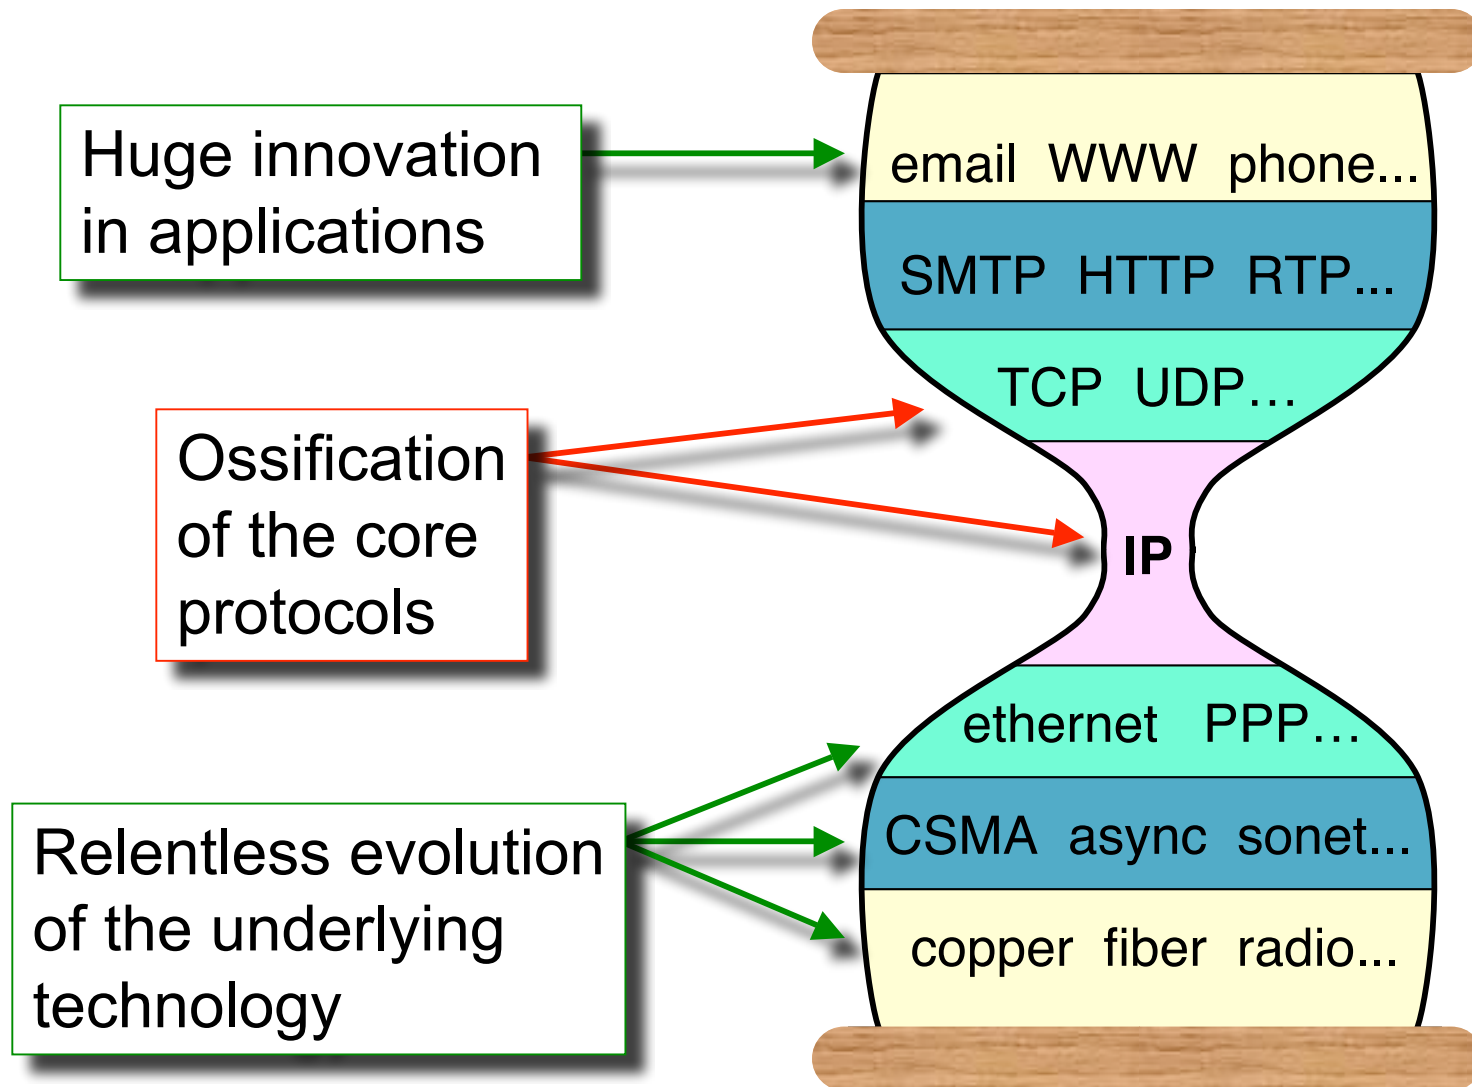 Huge innovation
in applications
Ossification
of the core
protocols
Relentless evolution
of the underlying
technology
email WWW phone...
SMTP HTTP RTP...
TCP UDP…
IP
ethernet PPP…
CSMA async sonet...
copper fiber radio...